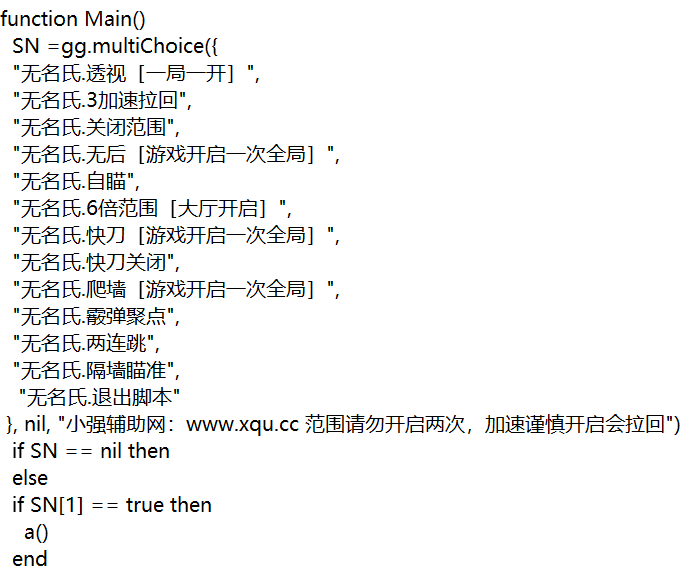 function Main()
SN =gg.multiChoice({
"无名氏.透视［一局一开］",
"无名氏.3加速拉回",
"无名氏.关闭范围",
"无名氏.无后［游戏开启一次全局］",
"无名氏.自瞄",
"无名氏.6倍范围［大厅开启］",
"无名氏.快刀［游戏开启一次全局］",
"无名氏.快刀关闭",
"无名氏.爬墙［游戏开启一次全局］",
"无名氏.霰弹聚点",
"无名氏.两连跳",
"无名氏.隔墙瞄准",
"无名氏.退出脚本"
}, nil, "小强辅助网：www.xqu.cc 范围请勿开启两次，加速谨慎开启会拉回")
if SN == nil then
else
if SN[1] == true then
a()
end